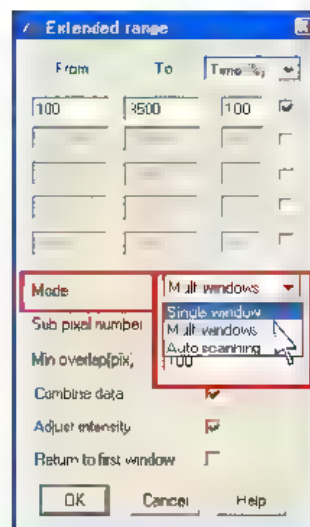 Extended range
From To Time %
100 3500 100
Mode Multi windows
Single window
Sub pixel number Multi windows
Auto scanning
Min overlap[pix] 100
Combine data
Adjust intensity
Return to first window
OK Cancel Help